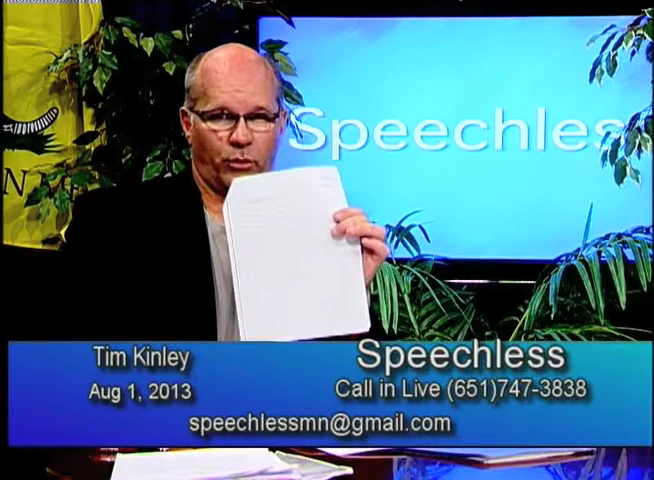 Speechless
Tim Kinley
Aug 1, 2013
Speechless
Call in Live (651)747-3838
speechlessmn@gmail.com